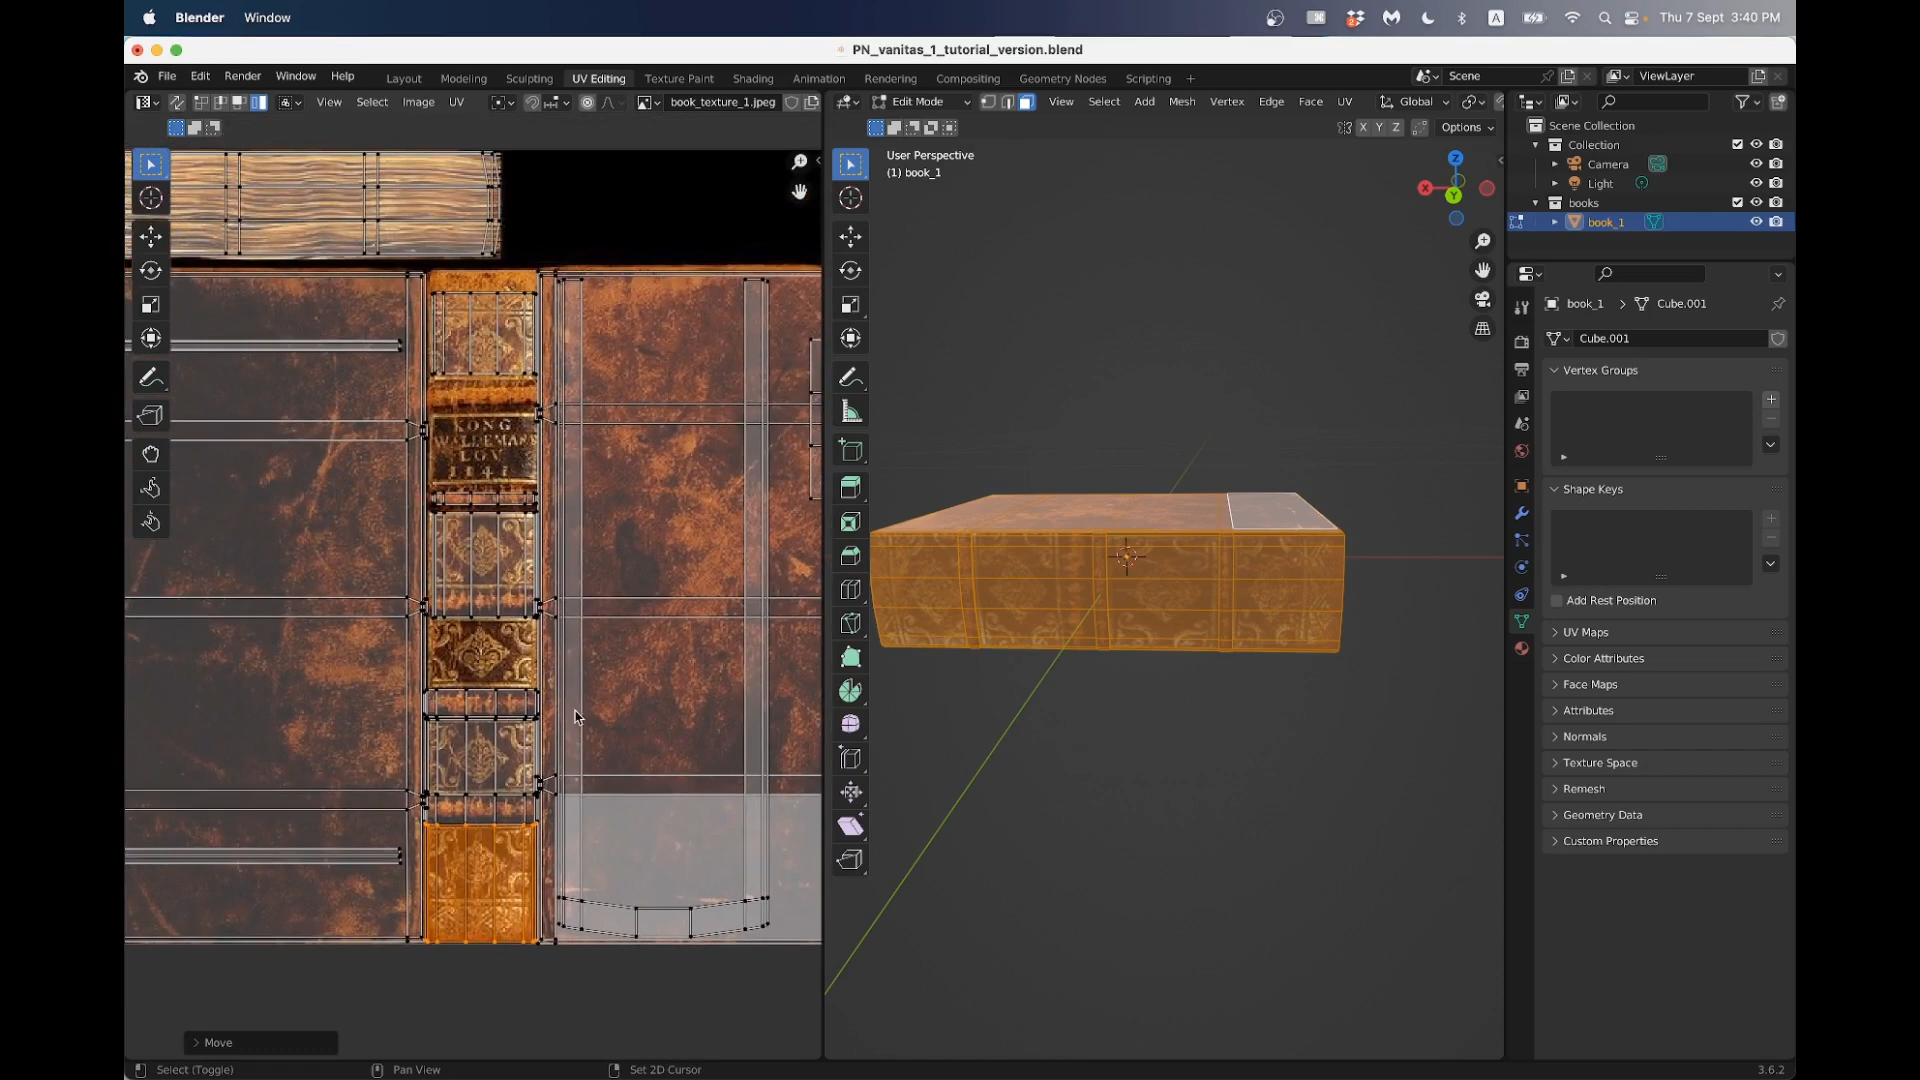 Blender Window A Thu 7 Sept 3:40 PM
PN_vanitas_1_tutorial_version.blend
File Edit Render Window Help Layout Modeling Sculpting UV Editing Texture Paint Shading Animation Rendering Compositing Geometry Nodes Scripting + Scene ViewLayer
View Select Image UV book_texture_1.jpeg Edit Mode View Select Add Mesh Vertex Edge Face UV Global
X Y Z Options
User Perspective
(1) book_1
Z
X
Y
Scene Collection
Collection
Camera
Light
books
book_1
book_1 Cube.001
Cube.001
Vertex Groups
Shape Keys
Add Rest Position
UV Maps
Color Attributes
Face Maps
Attributes
Normals
Texture Space
Remesh
Geometry Data
Custom Properties
KONG
LOV
Move
Select (Toggle) Pan View Set 2D Cursor 3.6.2